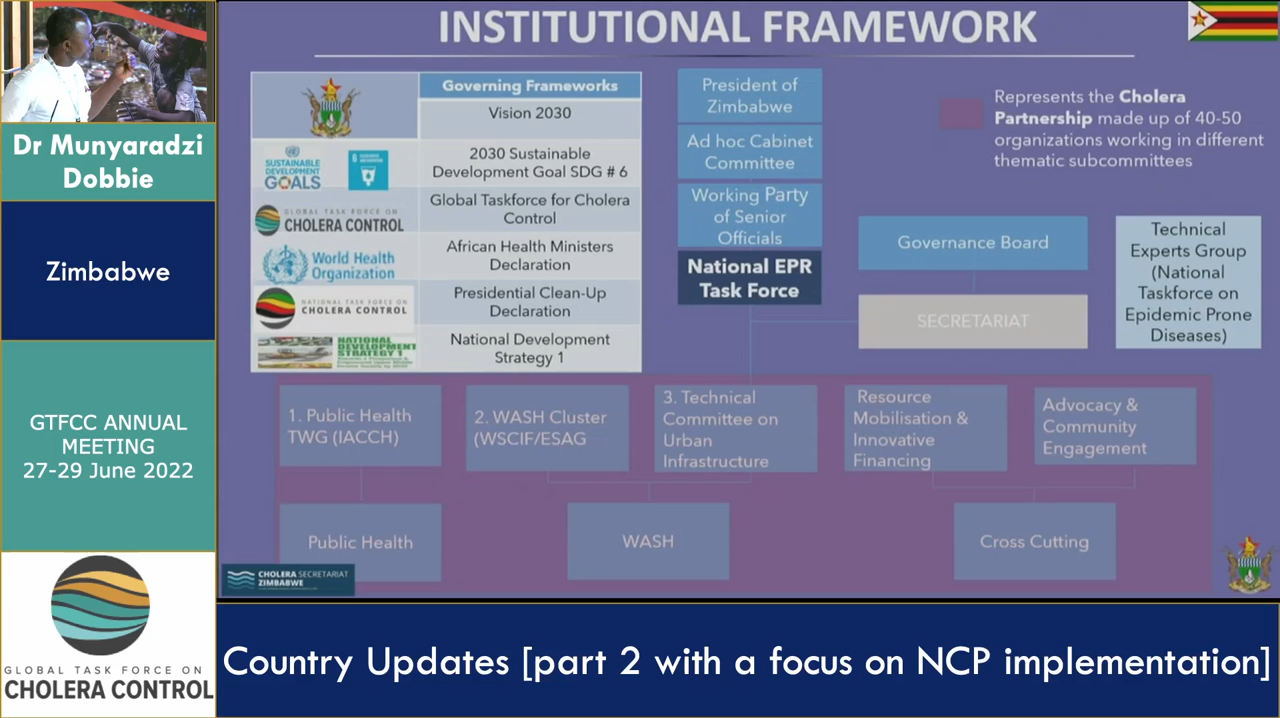 INSTITUTIONAL FRAMEWORK
Dr Munyaradzi
Dobbie
Zimbabwe
GTFCC ANNUAL
MEETING
27-29 June 2022
GLOBAL TASK FORCE ON
CHOLERA CONTROL
Governing Frameworks
Vision 2030
SUSTAINABLE
DEVELOPMENT
GOALS
6
2030 Sustainable
Development Goal SDG # 6
GLOBAL TASK FORCE ON
CHOLERA CONTROL
Global Taskforce for Cholera
Control
World Health
Organization
African Health Ministers
Declaration
NATIONAL TASK FORCE ON
CHOLERA CONTROL
Presidential Clean-Up
Declaration
NATIONAL DEVELOPMENT
STRATEGY 1
National Development
Strategy 1
President of
Zimbabwe
Ad hoc Cabinet
Committee
Working Party
of Senior
Officials
National EPR
Task Force
Represents the Cholera
Partnership made up of 40-50
organizations working in different
thematic subcommittees
Governance Board
SECRETARIAT
Technical
Experts Group
(National
Taskforce on
Epidemic Prone
Diseases)
1. Public Health
TWG (IACCH)
2. WASH Cluster
(WSCIF/ESAG
3. Technical
Committee on
Urban
Infrastructure
Resource
Mobilisation &
Innovative
Financing
Advocacy &
Community
Engagement
Public Health
WASH
Cross Cutting
CHOLERA SECRETARIAT
ZIMBABWE
Country Updates [part 2 with a focus on NCP implementation]